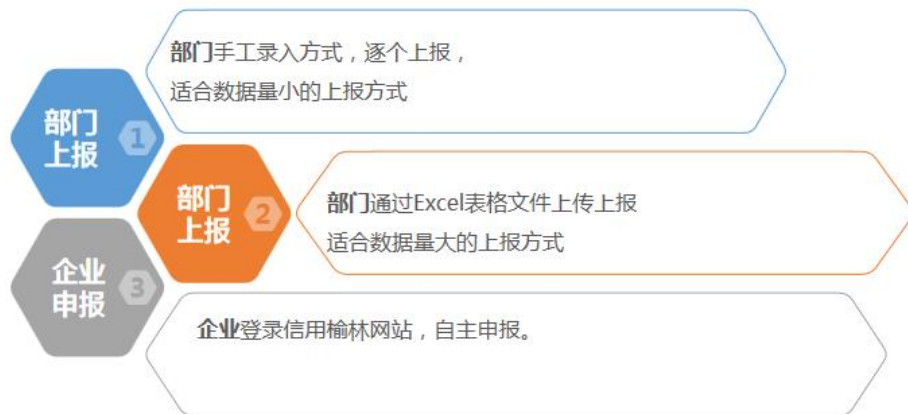 部门手工录入方式，逐个上报，
适合数据量小的上报方式
部门
上报
1
部门
上报
2
部门通过Excel表格文件上传上报
适合数据量大的上报方式
企业
申报
3
企业登录信用榆林网站，自主申报。